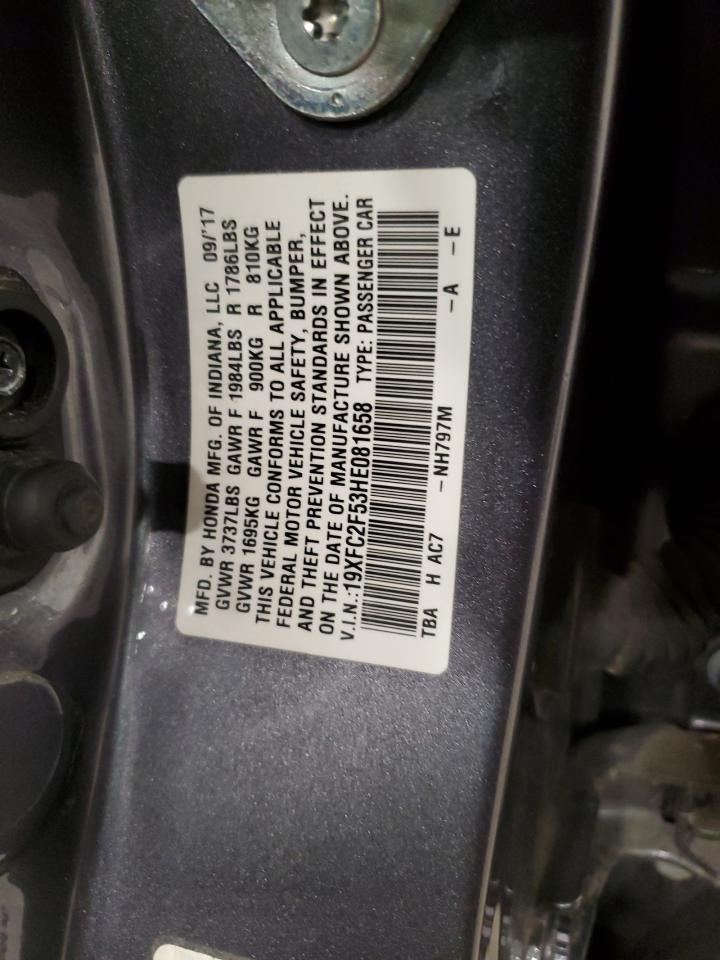 MFD. BY HONDA MFG. OF INDIANA, LLC 09/'17
GVWR 3737LBS GAWR F 1984LBS R 1786LBS
GVWR 1695KG GAWR F 900KG R 810KG
THIS VEHICLE CONFORMS TO ALL APPLICABLE
FEDERAL MOTOR VEHICLE SAFETY, BUMPER,
AND THEFT PREVENTION STANDARDS IN EFFECT
ON THE DATE OF MANUFACTURE SHOWN ABOVE.
V.I.N.:19XFC2F53HE081658 TYPE: PASSENGER CAR
TBA H AC7 -NH797M -A -E